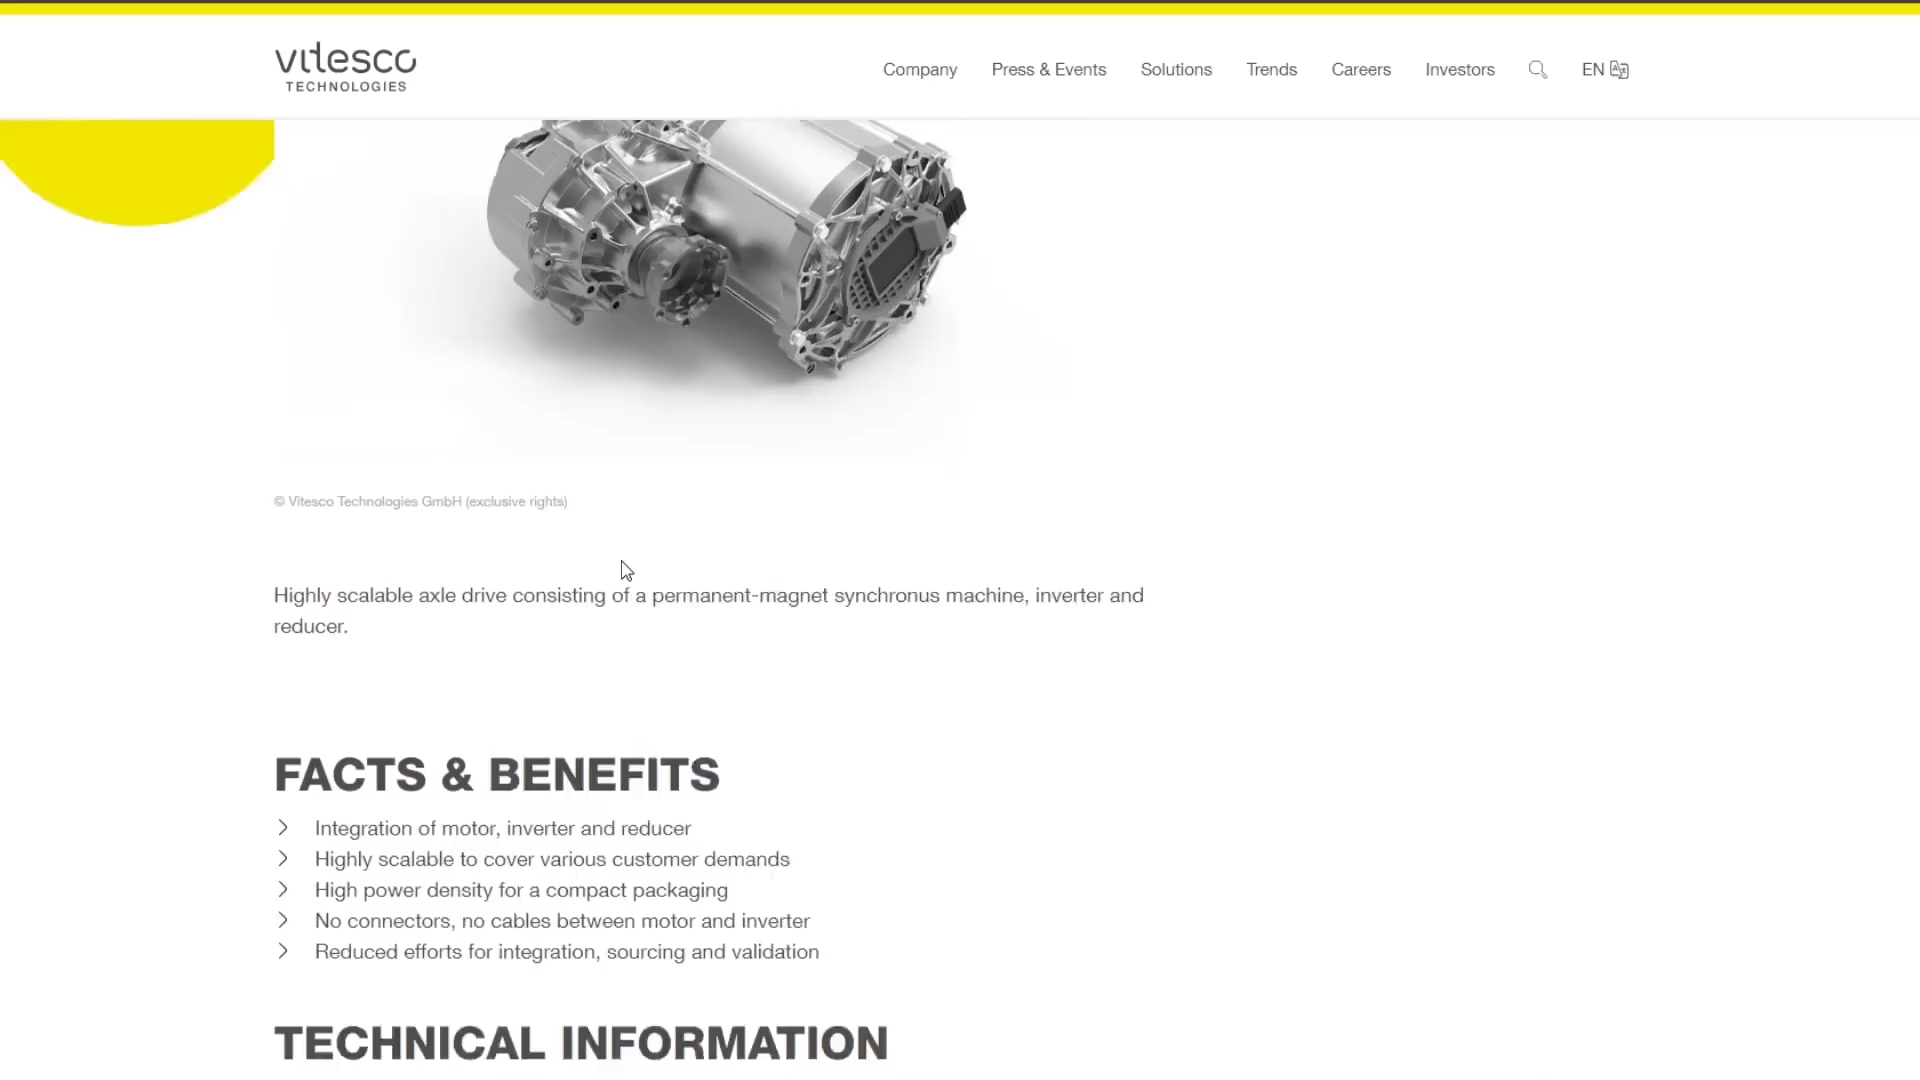 vitesco
TECHNOLOGIES
Company Press & Events Solutions Trends Careers Investors EN
© Vitesco Technologies GmbH (exclusive rights)
Highly scalable axle drive consisting of a permanent-magnet synchronus machine, inverter and
reducer.
FACTS & BENEFITS
Integration of motor, inverter and reducer
Highly scalable to cover various customer demands
High power density for a compact packaging
No connectors, no cables between motor and inverter
Reduced efforts for integration, sourcing and validation
TECHNICAL INFORMATION